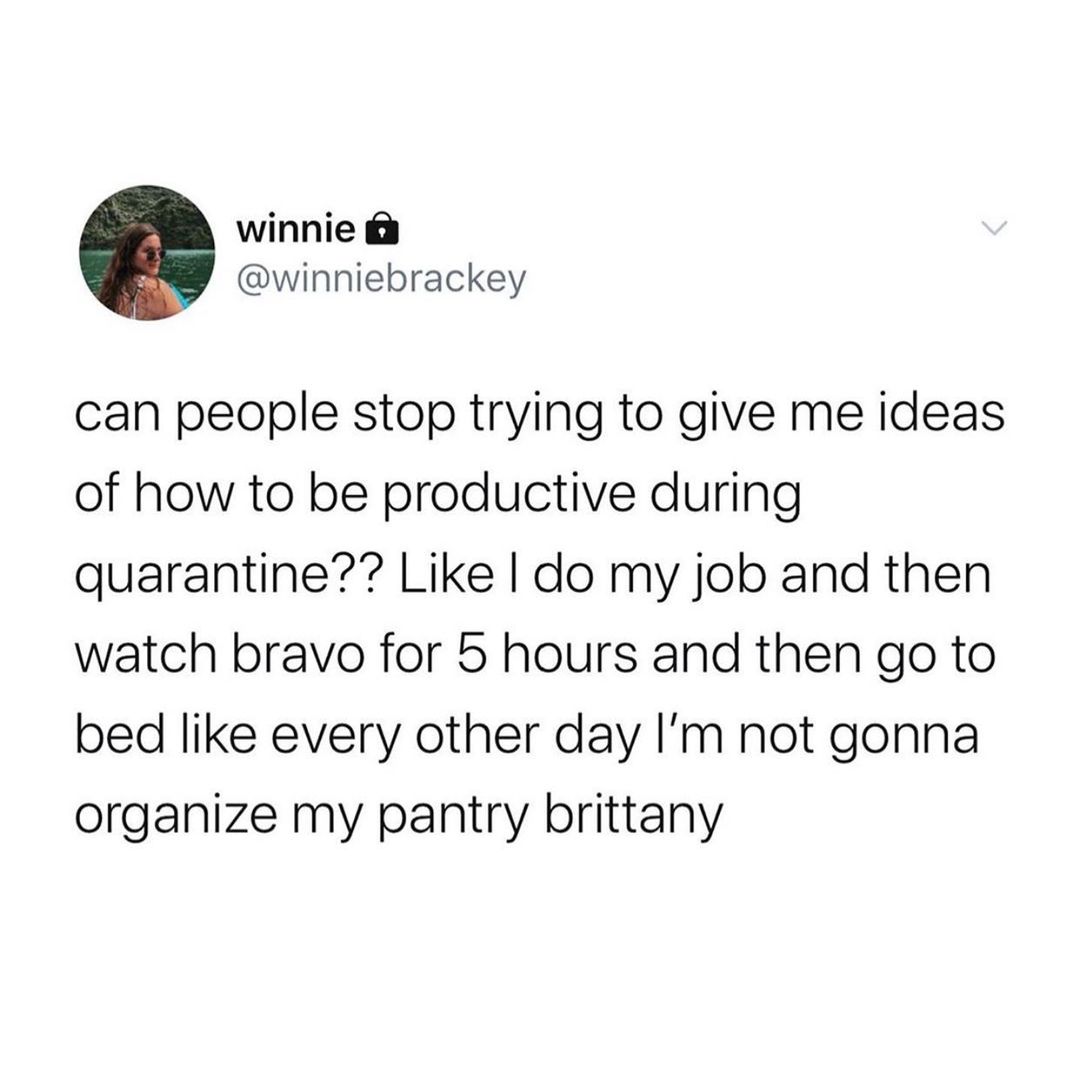 winnie
@winniebrackey
can people stop trying to give me ideas
of how to be productive during
quarantine?? Like I do my job and then
watch bravo for 5 hours and then go to
bed like every other day I’m not gonna
organize my pantry brittany